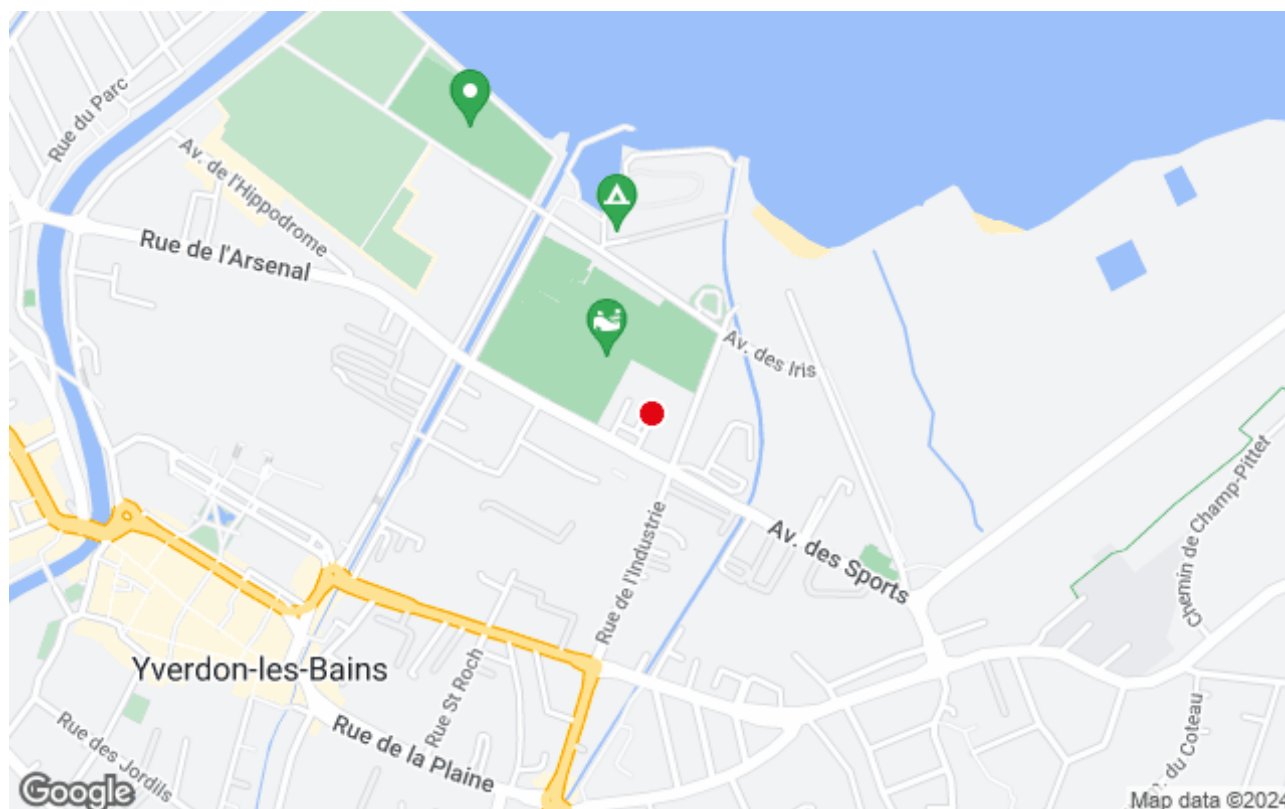 Rue du Parc
Av. de l'Hippodrome
Rue de l'Arsenal
Av. des Iris
Chemin de Champ-Pittet
Av. des Sports
Rue de l'Industrie
Yverdon-les-Bains
Rue St Roch
Rue de la Plaine
Rue des Jordils
n. du Coteau
Google
Map data ©202